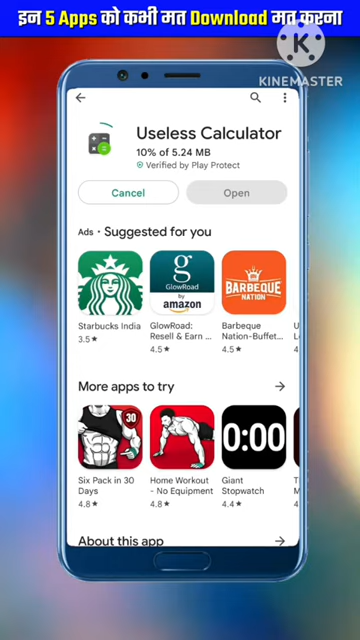 इन 5 Apps को कभी मत Download मत करना
K
KINEMASTER
Useless Calculator
10% of 5.24 MB
Verified by Play Protect
Cancel
Open
Ads • Suggested for you
g
GlowRoad
by
amazon
BARBEQUE
NATION
Starbucks India
3.5★
GlowRoad:
Resell & Earn ...
4.5★
Barbeque
Nation-Buffet...
4.5★
More apps to try
30
0:00
Six Pack in 30
Days
4.8★
Home Workout
- No Equipment
4.8★
Giant
Stopwatch
4.4★
About this app